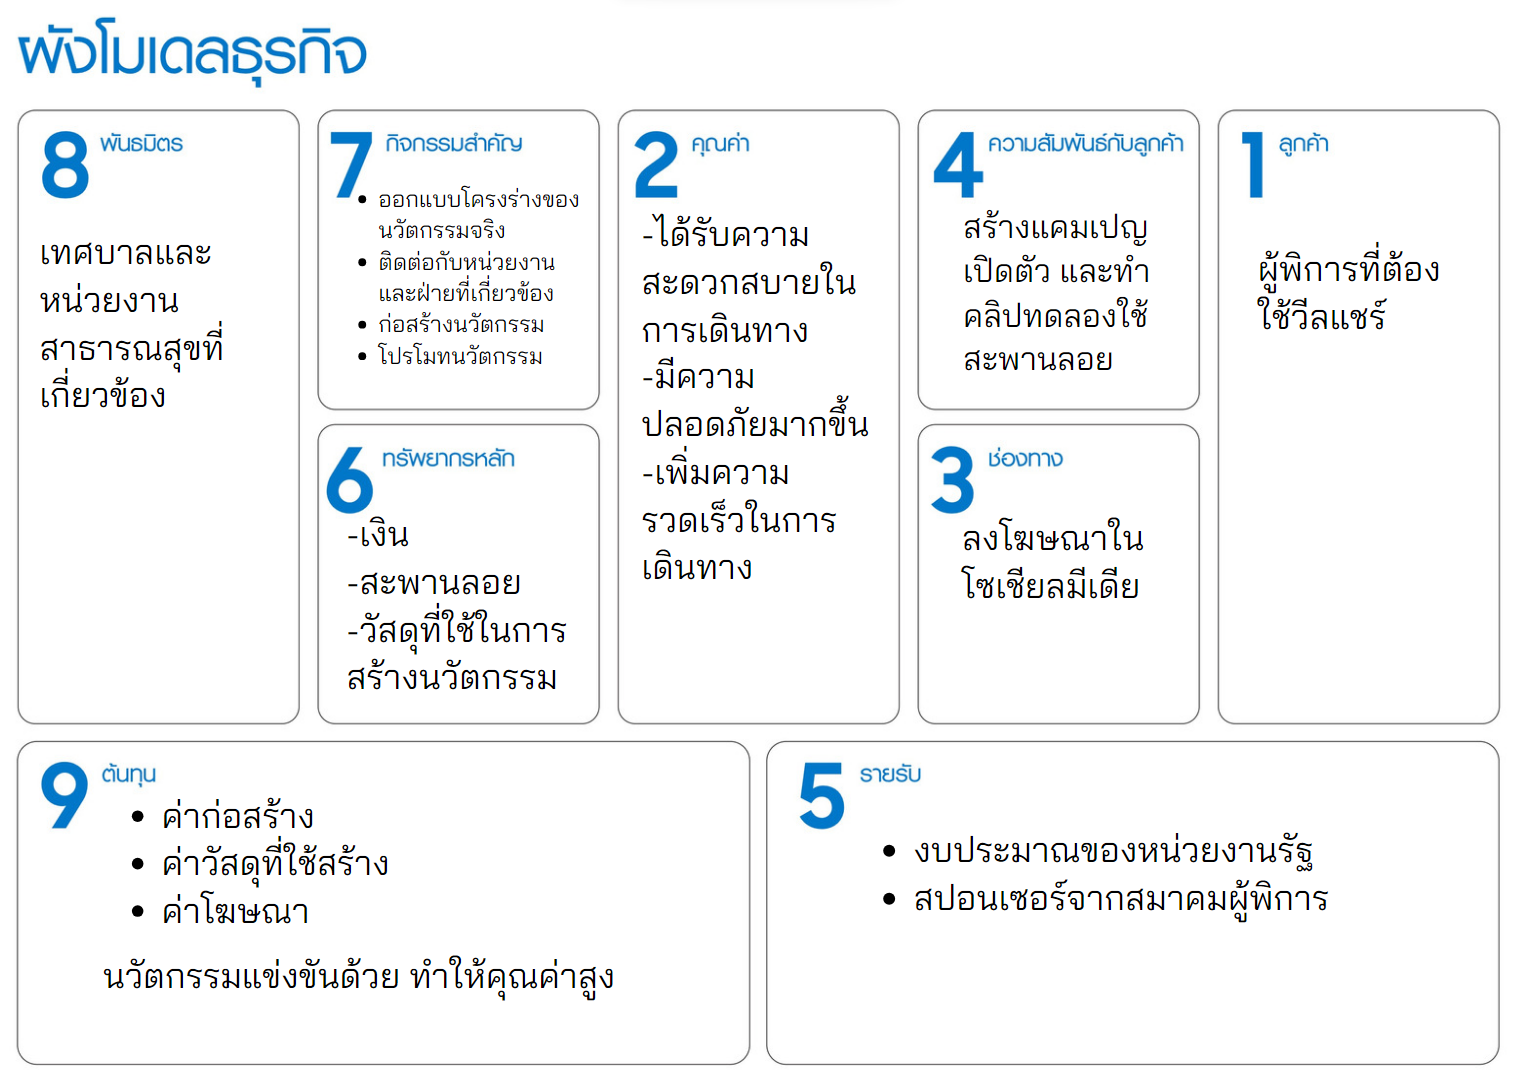 ผังโมเดลธุรกิจ
8 พันธมิตร
เทศบาลและ
หน่วยงาน
สาธารณสุขที่
เกี่ยวข้อง
7 กิจกรรมสำคัญ
• ออกแบบโครงร่างของ
นวัตกรรมจริง
• ติดต่อกับหน่วยงาน
และฝ่ายที่เกี่ยวข้อง
• ก่อสร้างนวัตกรรม
• โปรโมทนวัตกรรม
6 ทรัพยากรหลัก
-เงิน
-สะพานลอย
-วัสดุที่ใช้ในการ
สร้างนวัตกรรม
2 คุณค่า
-ได้รับความ
สะดวกสบายใน
การเดินทาง
-มีความ
ปลอดภัยมากขึ้น
-เพิ่มความ
รวดเร็วในการ
เดินทาง
4 ความสัมพันธ์กับลูกค้า
สร้างแคมเปญ
เปิดตัว และทำ
คลิปทดลองใช้
สะพานลอย
3 ช่องทาง
ลงโฆษณาใน
โซเชียลมีเดีย
1 ลูกค้า
ผู้พิการที่ต้อง
ใช้วีลแชร์
9 ต้นทุน
• ค่าก่อสร้าง
• ค่าวัสดุที่ใช้สร้าง
• ค่าโฆษณา
นวัตกรรมแข่งขันด้วย ทำให้คุณค่าสูง
5 รายรับ
• งบประมาณของหน่วยงานรัฐ
• สปอนเซอร์จากสมาคมผู้พิการ